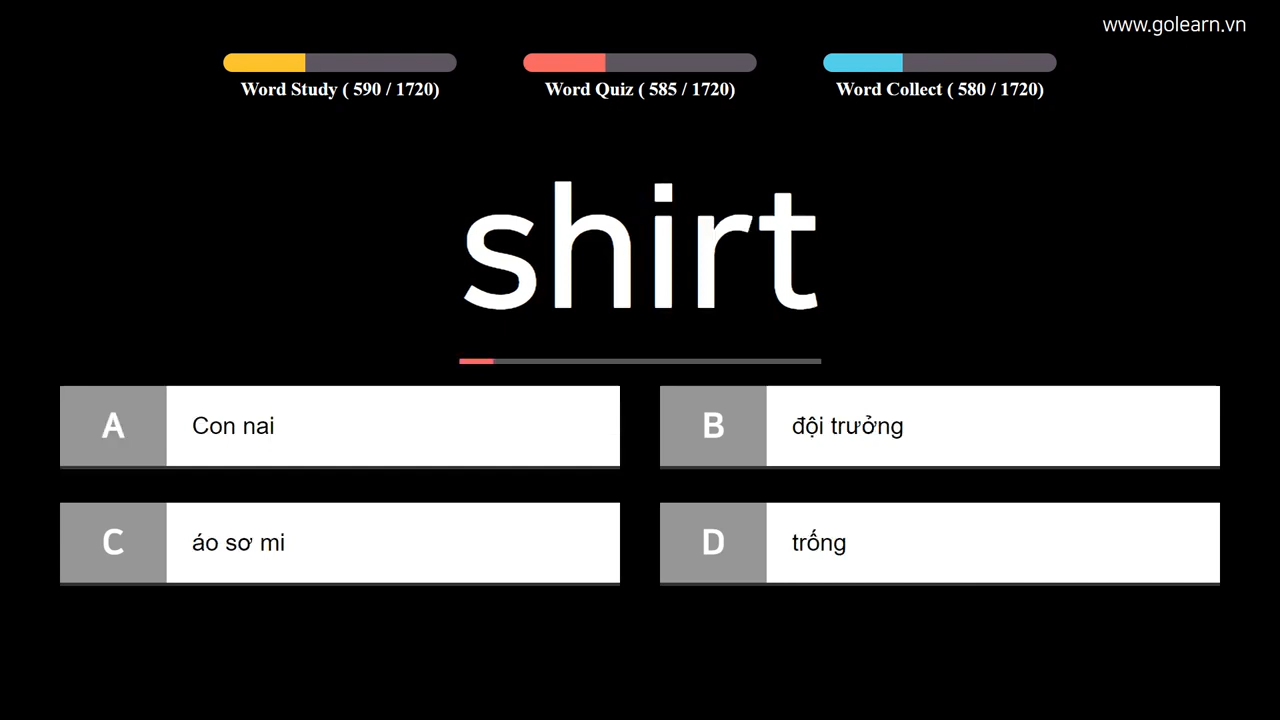 www.golearn.vn
Word Study ( 590 / 1720)
Word Quiz ( 585 / 1720)
Word Collect ( 580 / 1720)
shirt
A Con nai
B đội trưởng
C áo sơ mi
D trống